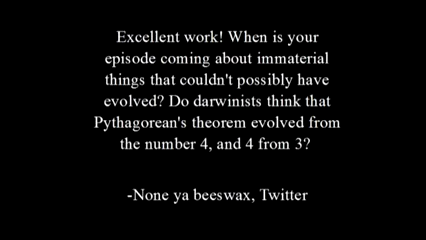 Excellent work! When is your
episode coming about immaterial
things that couldn't possibly have
evolved? Do darwinists think that
Pythagorean's theorem evolved from
the number 4, and 4 from 3?
-None ya beeswax, Twitter